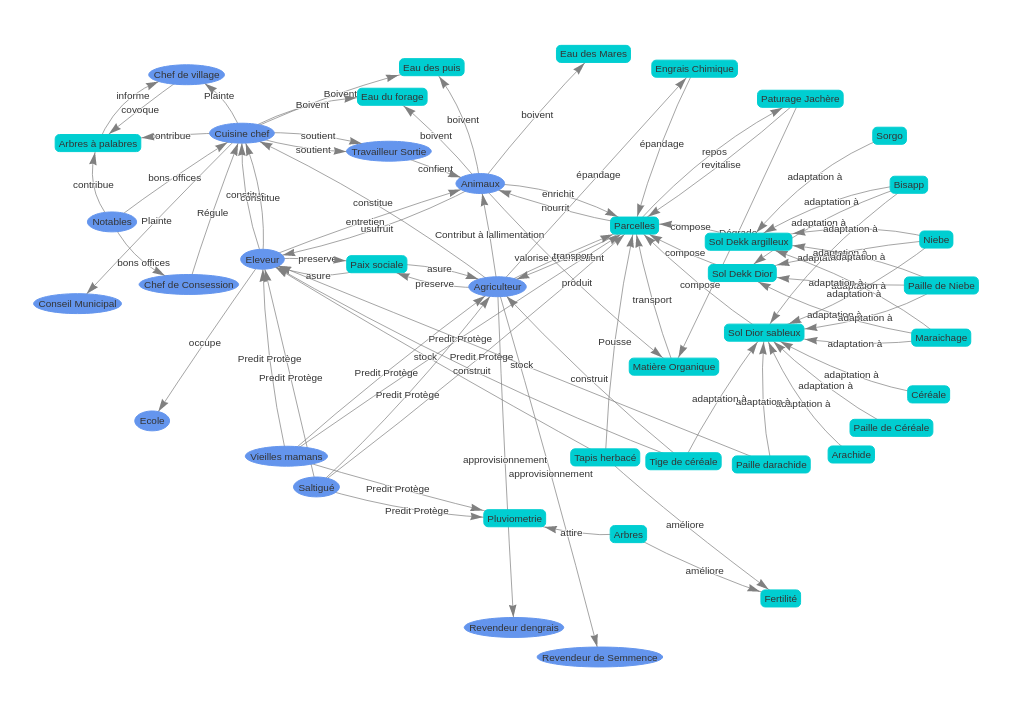 Eau des Mares
Eau des puis
Engrais Chimique
Chef de village
Plainte
informe
covoque
Boivent
Boivent
Eau du forage
Paturage Jachère
boivent
boivent
boivent
Sorgo
Arbres à palabres
contribue
Cuisine chef
soutient
soutient
Travailleur Sortie
épandage
repos
revitalise
confient
contribue
bons offices
Animaux
épandage
adaptation à
Bisapp
constitue
constitue
constitue
enrichit
nourrit
adaptation à
Notables
Plainte
Régule
entretien
usufruit
Contribut à lallimentation
Parcelles
compose
Dégrade
adaptation à
adaptation à
Sol Dekk argilleux
Niebe
bons offices
Eleveur
preserve
asure
Paix sociale
asure
preserve
transport
compose
adaptation à
adaptation à
Sol Dekk Dior
Chef de Consession
Agriculteur
produit
compose
adaptation à
adaptation à
adaptation à
Paille de Niebe
Conseil Municipal
transport
adaptation à
adaptation à
Sol Dior sableux
occupe
Predit Protège
Predit Protège
stock
Predit Protège
Pousse
adaptation à
Maraichage
Predit Protège
Predit Protège
construit
stock
construit
Matière Organique
adaptation à
adaptation à
Predit Protège
adaptation à
adaptation à
adaptation à
Céréale
Ecole
Paille de Céréale
Vieilles mamans
approvisionnement
approvisionnement
Tapis herbacé
Tige de céréale
Paille darachide
Arachide
Saltigué
Predit Protège
Predit Protège
Pluviometrie
attire
Arbres
améliore
améliore
Fertilité
Revendeur dengrais
Revendeur de Semmence